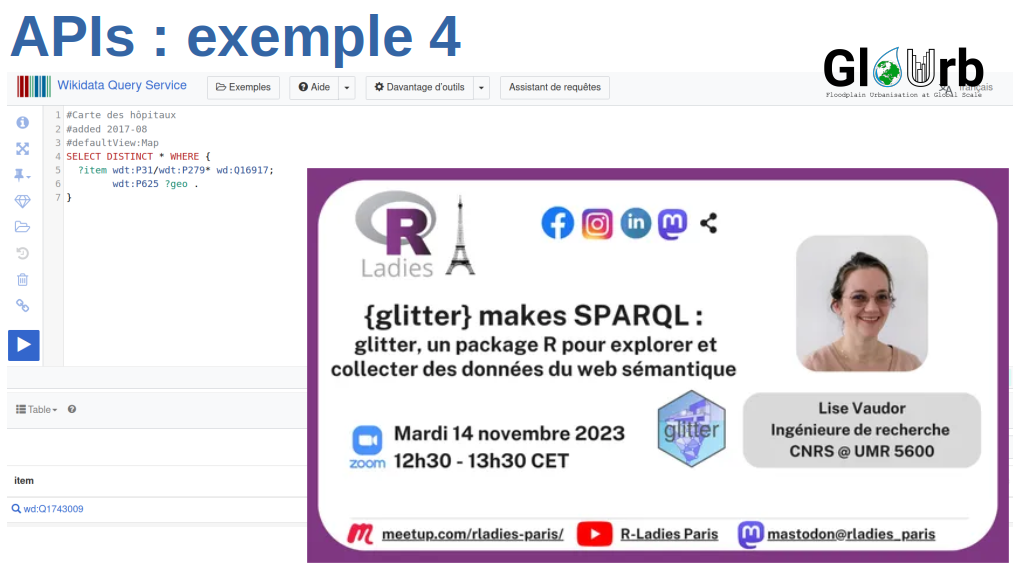 APIs : exemple 4
GloUrb
Floodplain Urbanisation at Global Scale
Wikidata Query Service
Exemples
Aide
Davantage d'outils
Assistant de requêtes
français
1 #Carte des hôpitaux
2 #added 2017-08
3 #defaultView:Map
4 SELECT DISTINCT * WHERE {
5 ?item wdt:P31/wdt:P279* wd:Q16917;
6 wdt:P625 ?geo .
7 }
Table
item
wd:Q1743009
R
Ladies
{glitter} makes SPARQL :
glitter, un package R pour explorer et
collecter des données du web sémantique
zoom
Mardi 14 novembre 2023
12h30 - 13h30 CET
glitter
Lise Vaudor
Ingénieure de recherche
CNRS @ UMR 5600
meetup.com/rladies-paris/
R-Ladies Paris
mastodon@rladies_paris